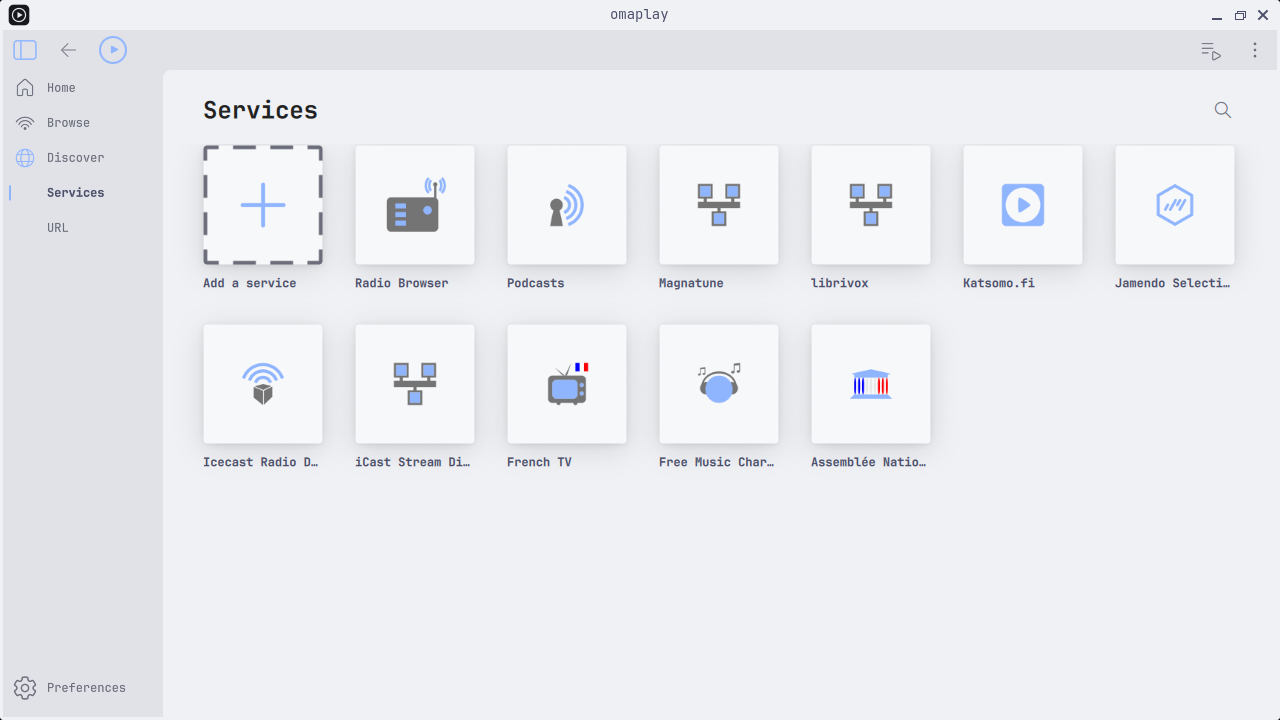 omaplay
Home
Browse
Discover
Services
URL
Preferences
Services
Add a service
Radio Browser
Podcasts
Magnatune
librivox
Katsomo.fi
Jamendo Selecti…
Icecast Radio D…
iCast Stream Di…
French TV
Free Music Char…
Assemblée Natio…